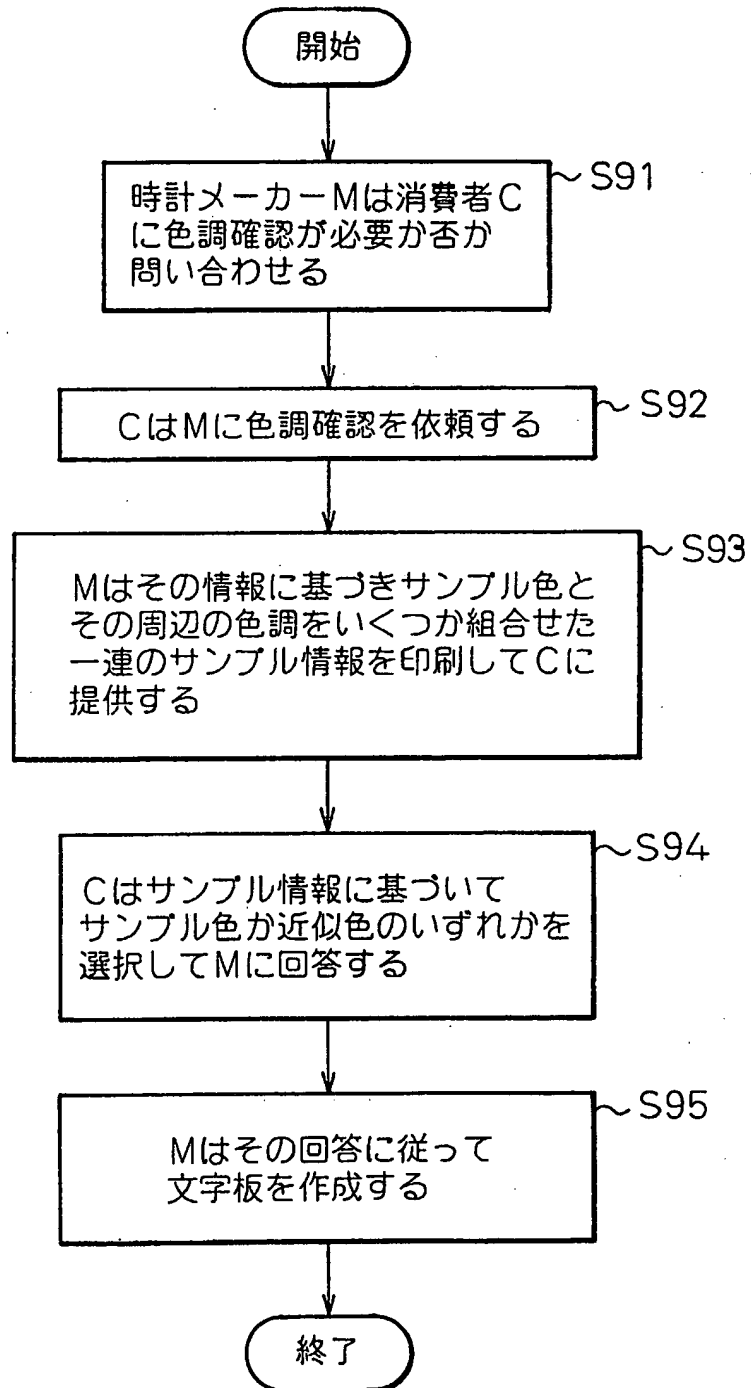 開始
時計メーカーMは消費者C
に色調確認が必要か否か
問い合わせる
S91
CはMに色調確認を依頼する
S92
Mはその情報に基づきサンプル色と
その周辺の色調をいくつか組合せた
一連のサンプル情報を印刷してCに
提供する
S93
Cはサンプル情報に基づいて
サンプル色か近似色のいずれかを
選択してMに回答する
S94
Mはその回答に従って
文字板を作成する
S95
終了